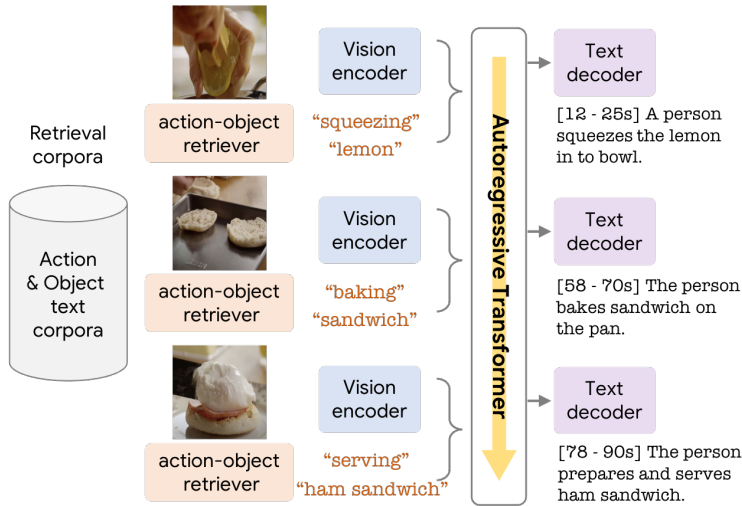 Retrieval
corpora
Action
& Object
text
corpora
Vision
encoder
action-object
retriever
“squeezing”
“lemon”
Text
decoder
[12 - 25s] A person
squeezes the lemon
in to bowl.
Vision
encoder
action-object
retriever
“baking”
“sandwich”
Autoregressive Transformer
Text
decoder
[58 - 70s] The person
bakes sandwich on
the pan.
Vision
encoder
action-object
retriever
“serving”
“ham sandwich”
Text
decoder
[78 - 90s] The person
prepares and serves
ham sandwich.